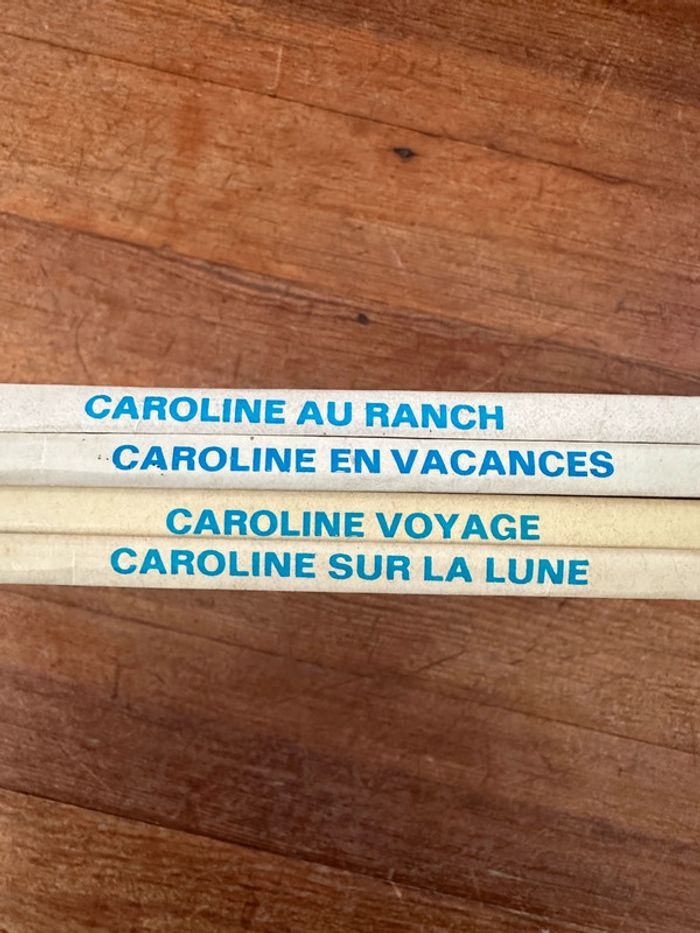 CAROLINE AU RANCH
CAROLINE EN VACANCES
CAROLINE VOYAGE
CAROLINE SUR LA LUNE